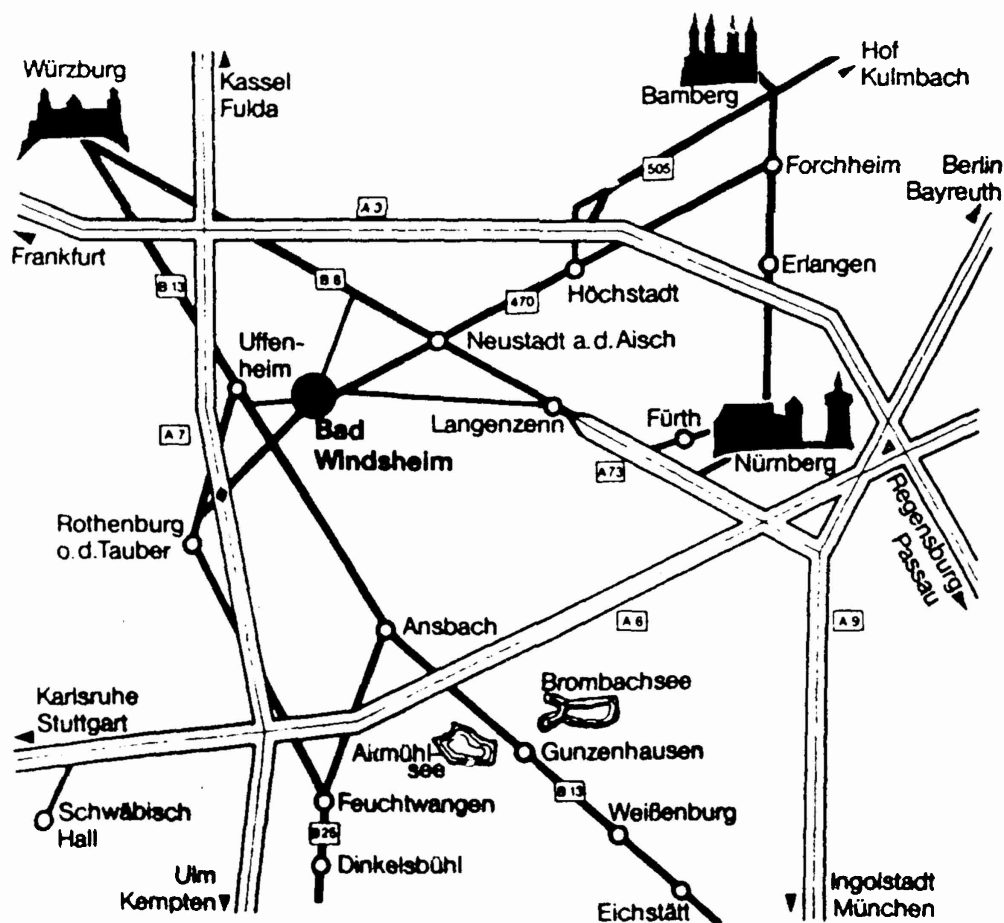 Würzburg
Kassel
Fulda
Hof
Kulmbach
Bamberg
505
Forchheim
Berlin
Bayreuth
A 3
Frankfurt
B 13
B 8
Erlangen
Höchstadt
470
Uffen-
heim
Neustadt a. d. Aisch
Bad
Windsheim
Langenzenn
Fürth
Nürnberg
A 7
A 73
Regensburg
Passau
Rothenburg
o. d. Tauber
Ansbach
A 6
A 9
Brombachsee
Karlsruhe
Stuttgart
Altmühl-
see
Gunzenhausen
B 13
Schwäbisch
Hall
Feuchtwangen
Weißenburg
B 25
Dinkelsbühl
Ulm
Kempten
Ingolstadt
München
Eichstätt